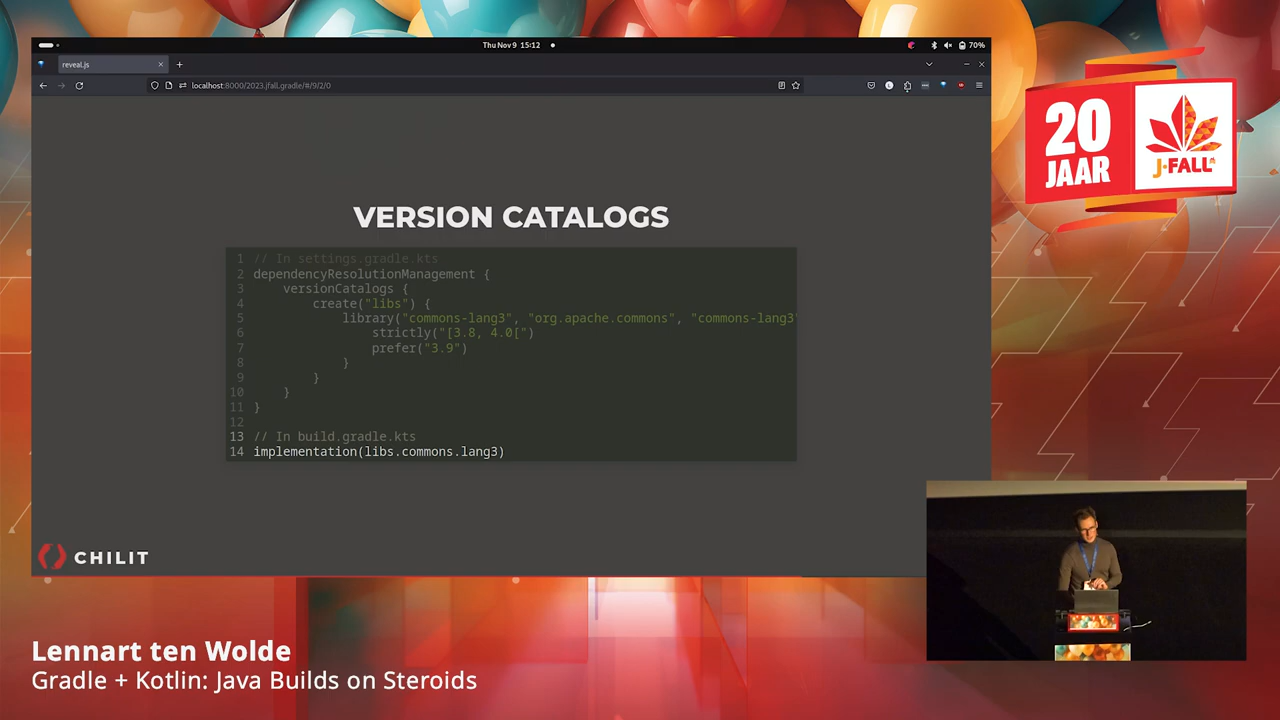 Thu Nov 9 15:12
70%
reveal.js
localhost:8000/2023.jfall.gradle/#/9/2/0
20
JAAR
J-FALL
VERSION CATALOGS
1 // In settings.gradle.kts
2 dependencyResolutionManagement {
3 versionCatalogs {
4 create("libs") {
5 library("commons-lang3", "org.apache.commons", "commons-lang3"
6 strictly("[3.8, 4.0[")
7 prefer("3.9")
8 }
9 }
10 }
11 }
12
13 // In build.gradle.kts
14 implementation(libs.commons.lang3)
CHILIT
Lennart ten Wolde
Gradle + Kotlin: Java Builds on Steroids